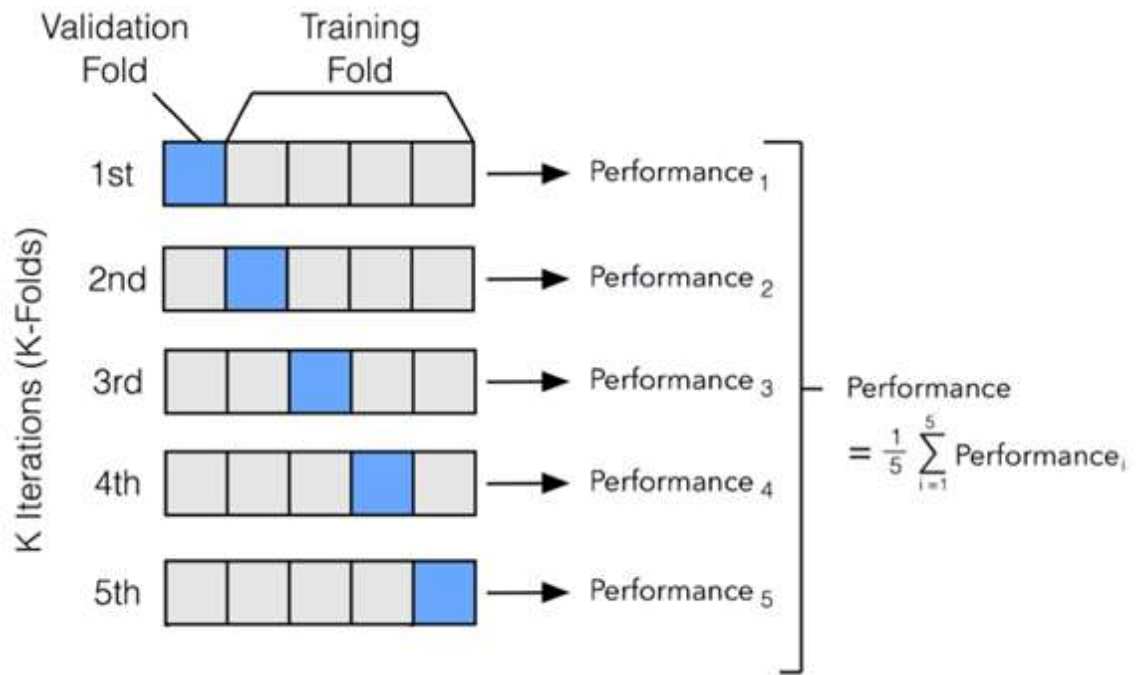 Validation
Fold
Training
Fold
K Iterations (K-Folds)
1st
Performance 1
2nd
Performance 2
3rd
Performance 3
4th
Performance 4
5th
Performance 5
Performance
= 1/5 5∑i=1 Performance i